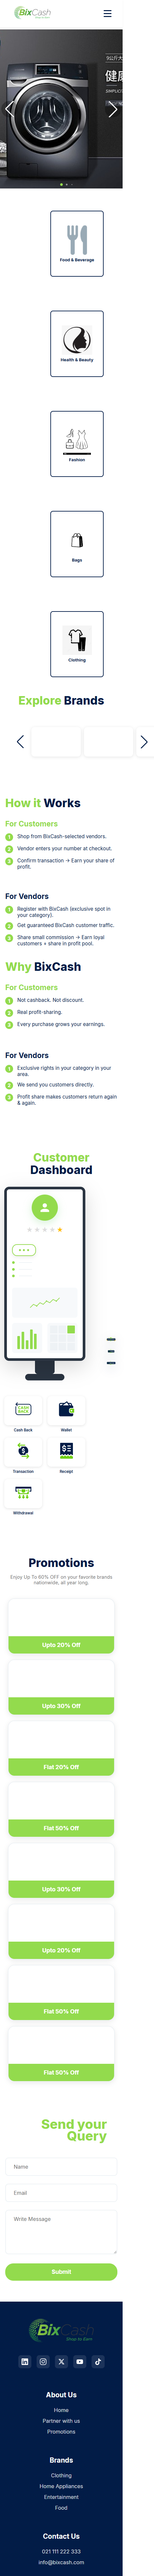 BixCash
健康
SIMPLICI
Food & Beverage
Health & Beauty
Fashion
Bags
Clothing
Explore Brands
How it Works
For Customers
1 Shop from BixCash-selected vendors.
2 Vendor enters your number at checkout.
3 Confirm transaction → Earn your share of
profit.
For Vendors
1 Register with BixCash (exclusive spot in
your category).
2 Get guaranteed BixCash customer traffic.
3 Share small commission → Earn loyal
customers + share in profit pool.
Why BixCash
For Customers
1 Not cashback. Not discount.
2 Real profit-sharing.
3 Every purchase grows your earnings.
For Vendors
1 Exclusive rights in your category in your
area.
2 We send you customers directly.
3 Profit share makes customers return again
& again.
Customer
Dashboard
CASH
BACK
Cash Back
Wallet
Transaction
Receipt
Withdrawal
Promotions
Enjoy Up To 60% OFF on your favorite brands
nationwide, all year long.
Upto 20% Off
Upto 30% Off
Flat 20% Off
Flat 50% Off
Upto 30% Off
Upto 20% Off
Flat 50% Off
Flat 50% Off
Send your
Query
Name
Email
Write Message
Submit
BixCash
Shop to Earn
About Us
Home
Partner with us
Promotions
Brands
Clothing
Home Appliances
Entertainment
Food
Contact Us
021 111 222 333
info@bixcash.com